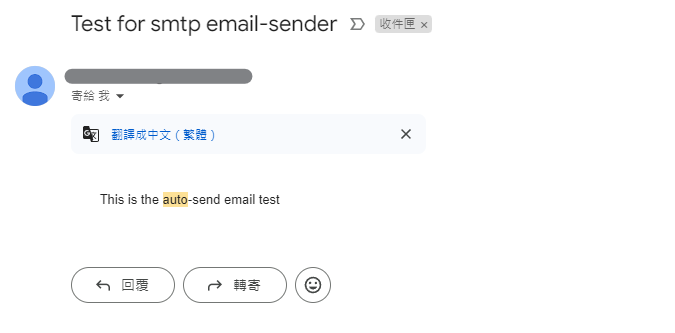 Test for smtp email-sender 收件匣 ×
寄給 我
翻譯成中文（繁體）
This is the auto-send email test
回覆 轉寄